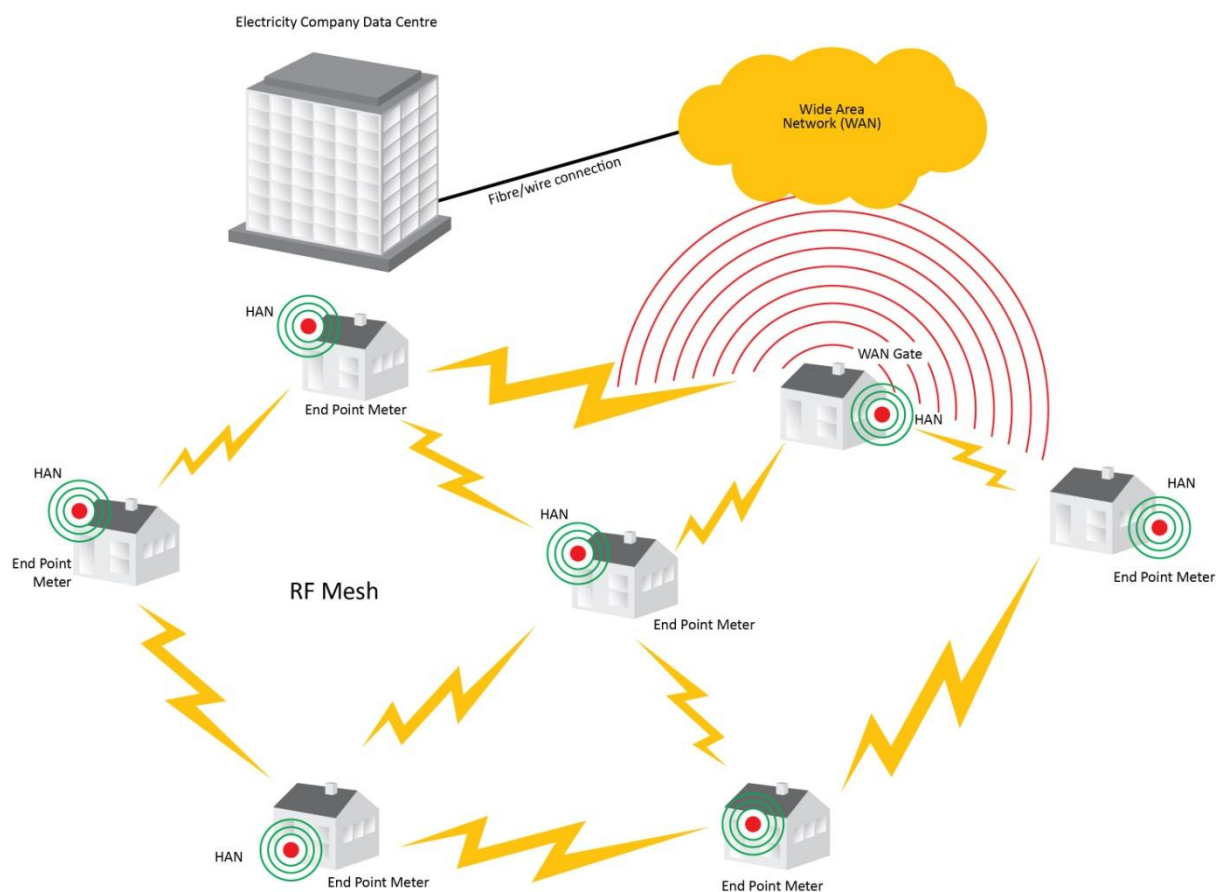 Electricity Company Data Centre
Wide Area
Network (WAN)
Fibre/wire connection
HAN
End Point Meter
WAN Gate
HAN
HAN
End Point
Meter
HAN
End Point Meter
HAN
End Point Meter
RF Mesh
HAN
End Point Meter
End Point Meter